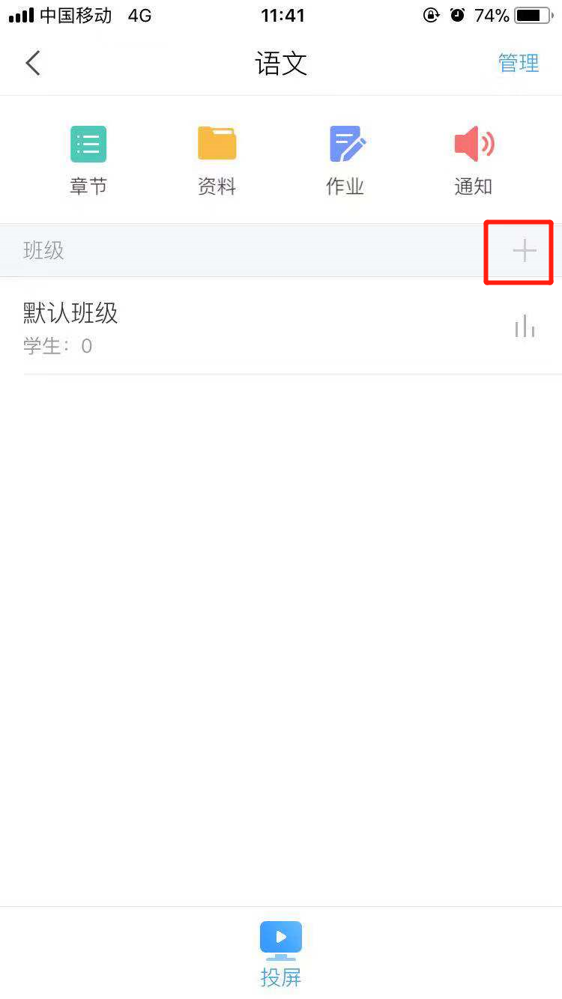 中国移动 4G 11:41 74%
语文 管理
章节 资料 作业 通知
班级
默认班级
学生：0
投屏